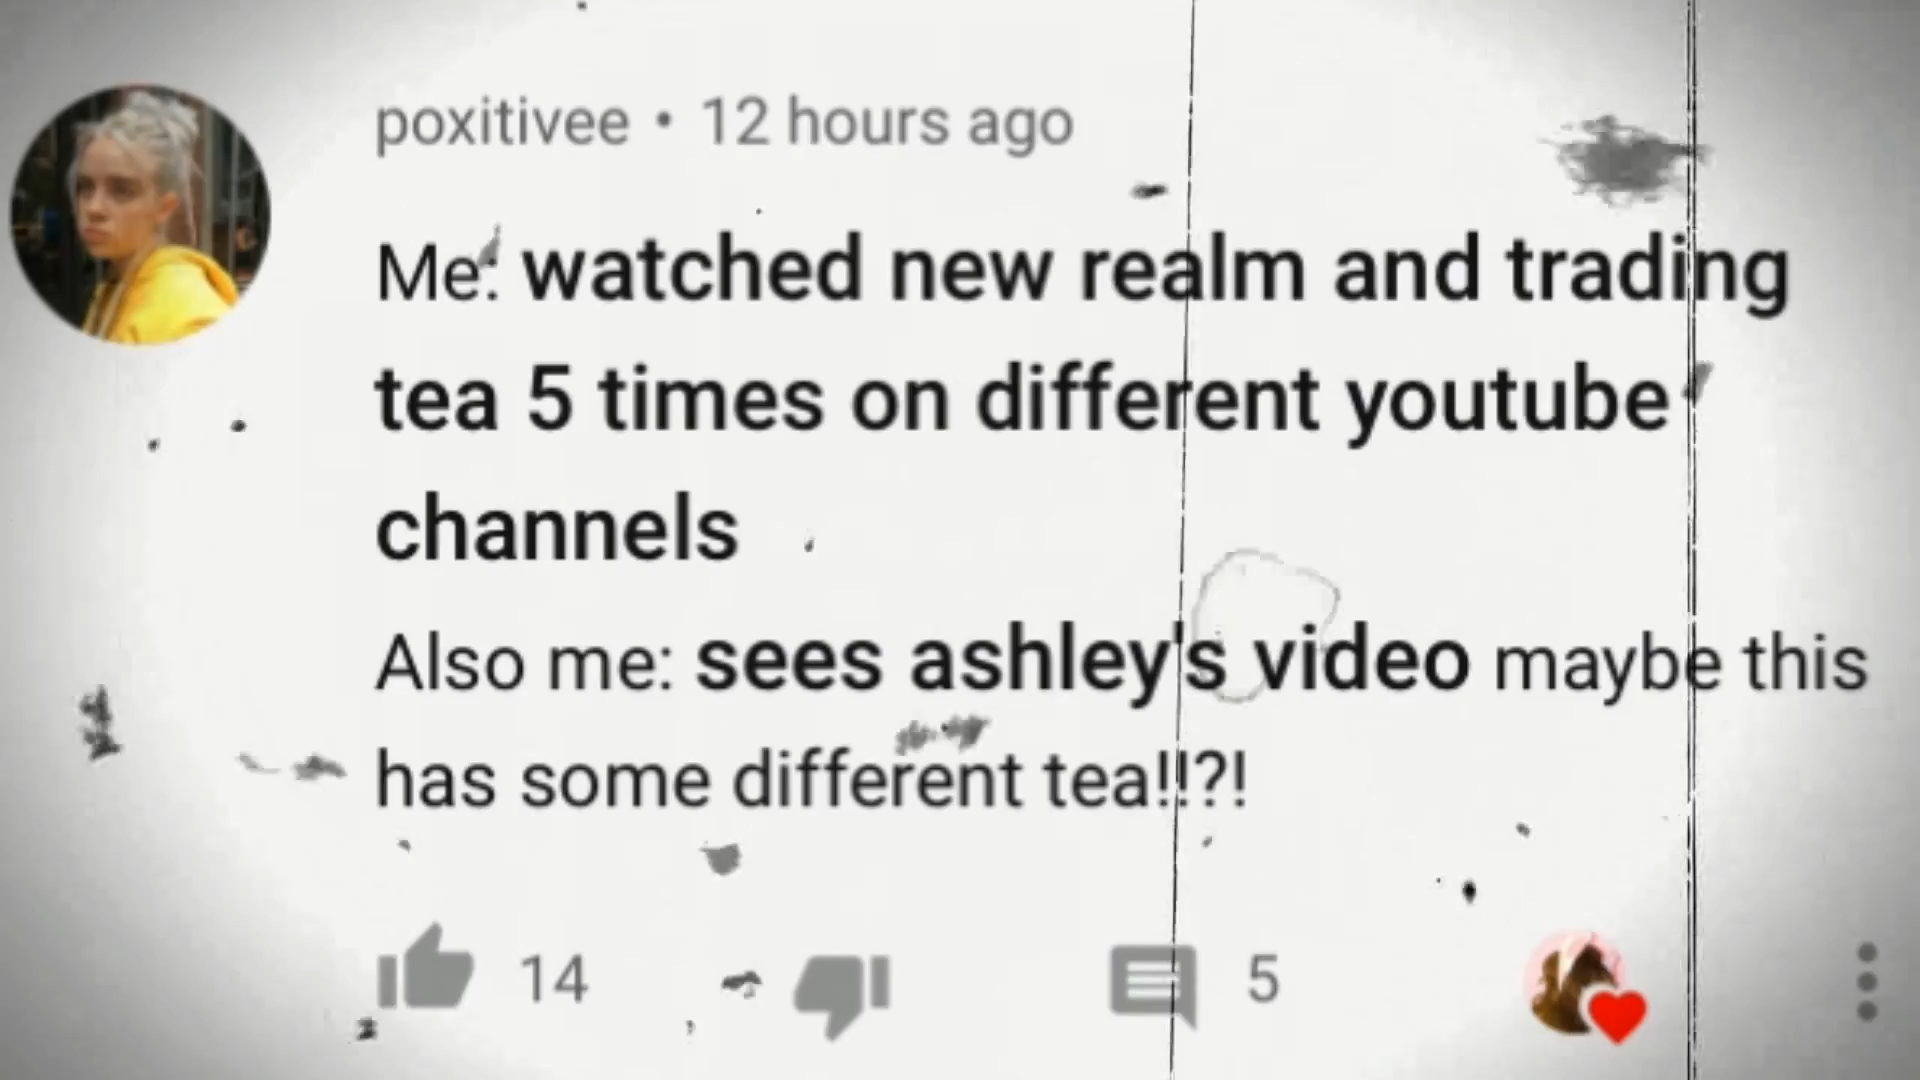 poxitivee • 12 hours ago
Me: watched new realm and trading
tea 5 times on different youtube
channels
Also me: sees ashley's video maybe this
has some different tea!!?!
14
5